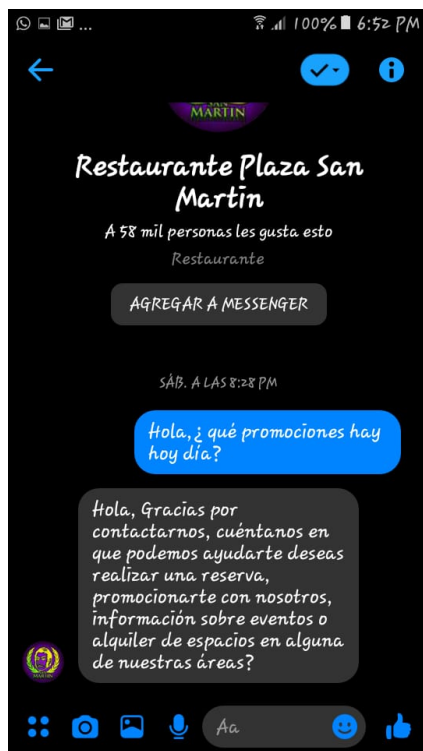 ... 100% 6:52 PM
SAN
MARTIN
Restaurante Plaza San
Martin
A 58 mil personas les gusta esto
Restaurante
AGREGAR A MESSENGER
SÁB. A LAS 8:28 PM
Hola,¿ qué promociones hay
hoy día?
Hola, Gracias por
contactarnos, cuéntanos en
que podemos ayudarte deseas
realizar una reserva,
promocionarte con nosotros,
información sobre eventos o
alquiler de espacios en alguna
de nuestras áreas?
MARTIN
Aa